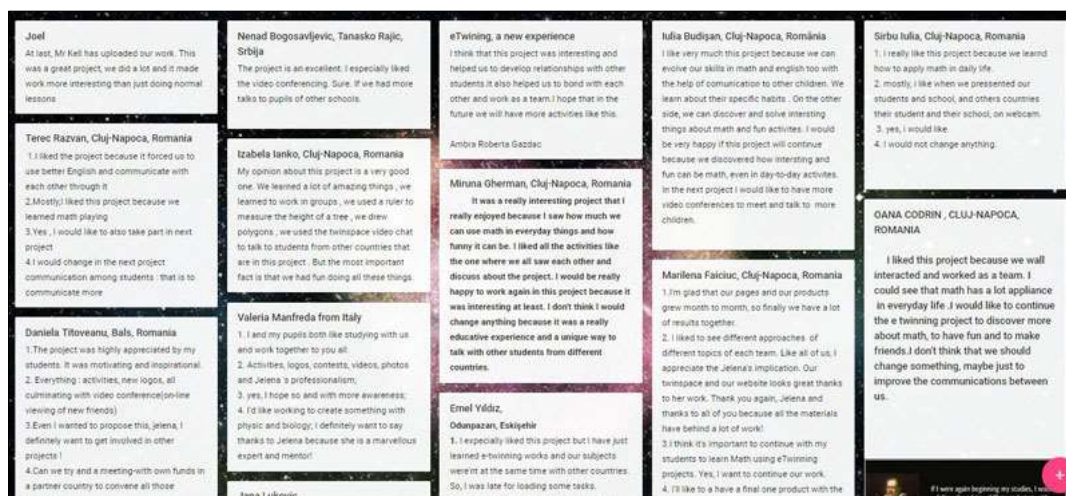 Joel
At last, Mr Kell has uploaded our work. This
was a great project, we did a lot and it made
work more interesting than just doing normal
lessons
Terec Razvan, Cluj-Napoca, Romania
1.I liked the project because it forced us to
use better English and communicate with
each other through it
2.Mostly,I liked this project because we
learned math playing
3.Yes , I would like to also take part in next
project
4.I would change in the next project
communication among students : that is to
communicate more
Daniela Titoveanu, Bals, Romania
1.The project was highly appreciated by my
students. It was motivating and inspirational.
2. Everything : activities, new logos, all
culminating with video conference(on-line
viewing of new friends)
3.Even I wanted to propose this, jelena, I
definitely want to get involved in other
projects !
4.Can we try and a meeting-with own funds in
a partner country to convene all those
Nenad Bogosavljevic, Tanasko Rajic,
Srbija
The project is an excellent. I especially liked
the video-conferencing. Sure. If we had more
talks to pupils of other schools.
Izabela Ianko, Cluj-Napoca, Romania
My opinion about this project is a very good
one. We learned a lot of amazing things , we
learned to work in groups , we used a ruler to
measure the height of a tree , we drew
polygons , we used the twinspace video chat
to talk to students from other countries that
are in this project . But the most important
fact is that we had fun doing all these things.
Valeria Manfreda from Italy
1. I and my pupils both like studying with us
and work together to you all
2. Activities, logos, contests, videos, photos
and Jelena 's professionalism;
3. yes, I hope so and with more awareness;
4. I'd like working to create something with
physic and biology; I definitely want to say
thanks to Jelena because she is a marvellous
expert and mentor!
Jana Lukovic
eTwining, a new experience
I think that this project was interesting and
helped us to develop relationships with other
students.It also helped us to bond with each
other and work as a team.I hope that in the
future we will have more activities like this.
Ambra Roberta Gazdac
Miruna Gherman, Cluj-Napoca, Romania
It was a really interesting project that I
really enjoyed because I saw how much we
can use math in everyday things and how
funny it can be. I liked all the activities like
the one where we all saw each other and
discuss about the project. I would be really
happy to work again in this project because it
was interesting at least. I don't think I would
change anything because it was a really
educative experience and a unique way to
talk with other students from different
countries.
Emel Yıldız,
Odunpazan, Eskişehir
1. I especially liked this project but I have just
learned e-twinning works and our subjects
were'nt at the same time with other countries.
So, I was late for loading some tasks.
Iulia Budişan, Cluj-Napoca, România
I like very much this project because we can
evolve our skills in math and english too with
the help of comunication to other children. We
learn about their specific habits . On the other
side, we can discover and solve intersting
things about math and fun activites. I would
be very happy if this project will continue
because we discovered how intersting and
fun can be math, even in day-to-day activites.
In the next project I would like to have more
video conferences to meet and talk to more
children.
Marilena Faiciuc, Cluj-Napoca, Romania
1.I'm glad that our pages and our products
grew month to month, so finally we have a lot
of results together.
2. I liked to see different approaches of
different topics of each team. Like all of us, I
appreciate the Jelena's implication. Our
twinspace and our website looks great thanks
to her work. Thank you again, Jelena and
thanks to all of you because all the materials
have behind a lot of work!
3.I think it's important to continue with my
students to learn Math using eTwinning
projects. Yes, I want to continue our work.
4. I'll like to a have a final one product with the
Sirbu Iulia, Cluj-Napoca, Romania
1. I really like this project because we learnd
how to apply math in daily life.
2. mostly, i like when we pressented our
students and school, and others countries
their student and their school, on webcam.
3. yes, i would like.
4. I would not change anything.
OANA CODRIN , CLUJ-NAPOCA,
ROMANIA
I liked this project because we wall
interacted and worked as a team. I
could see that math has a lot appliance
in everyday life .I would like to continue
the e twinning project to discover more
about math, to have fun and to make
friends.I don't think that we should
change something, maybe just to
improve the communications between
us.
If I were again beginning my studies, I